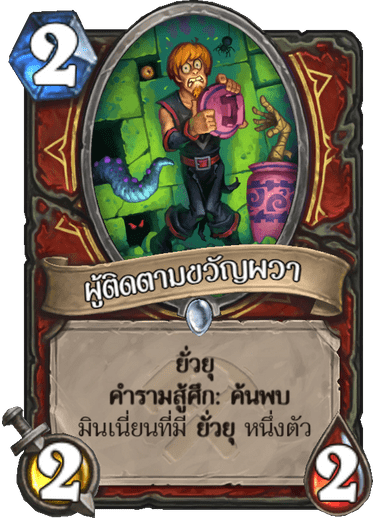 2
ผู้ติดตามขวัญผวา
ยั่วยุ
คำรามสู้ศึก: ค้นพบ
มินเนี่ยนที่มี ยั่วยุ หนึ่งตัว
2
2